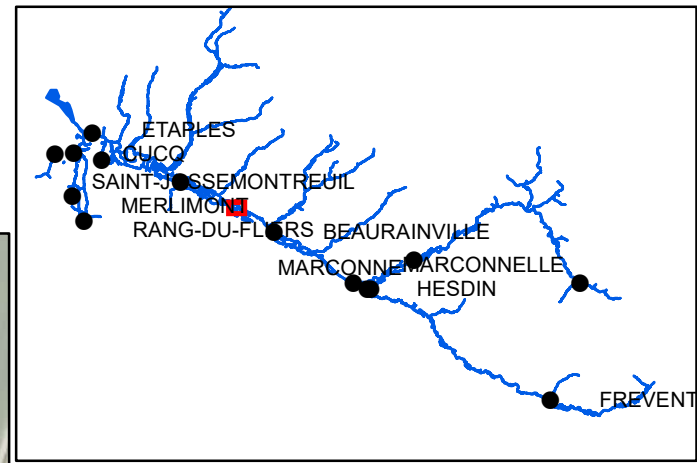 ETAPLES
CUCQ
SAINT-JOSSE
MONTREUIL
MERLIMONT
RANG-DU-FLIERS
BEAURAINVILLE
MARCONNE
MARCONNELLE
HESDIN
FREVENT